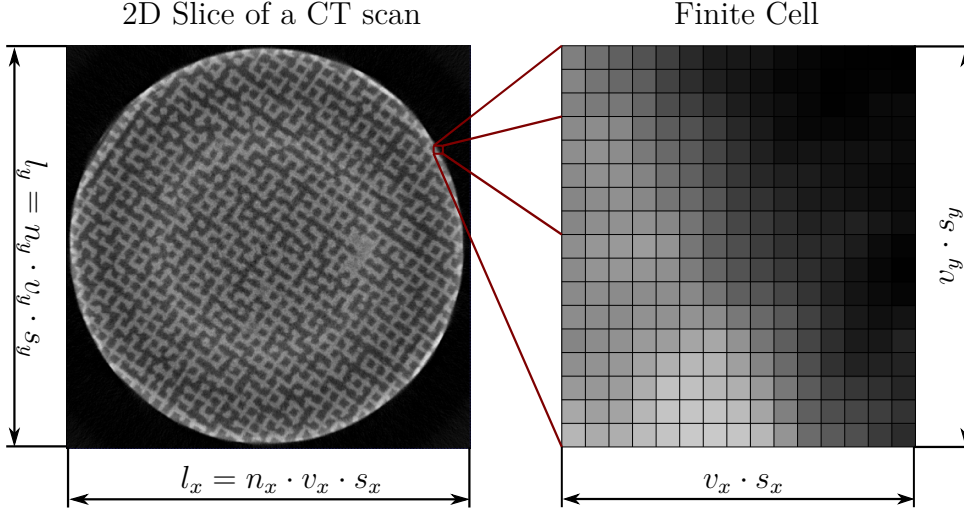 2D Slice of a CT scan
Finite Cell
l_y = n_y · v_y · s_y
v_y · s_y
l_x = n_x · v_x · s_x
v_x · s_x